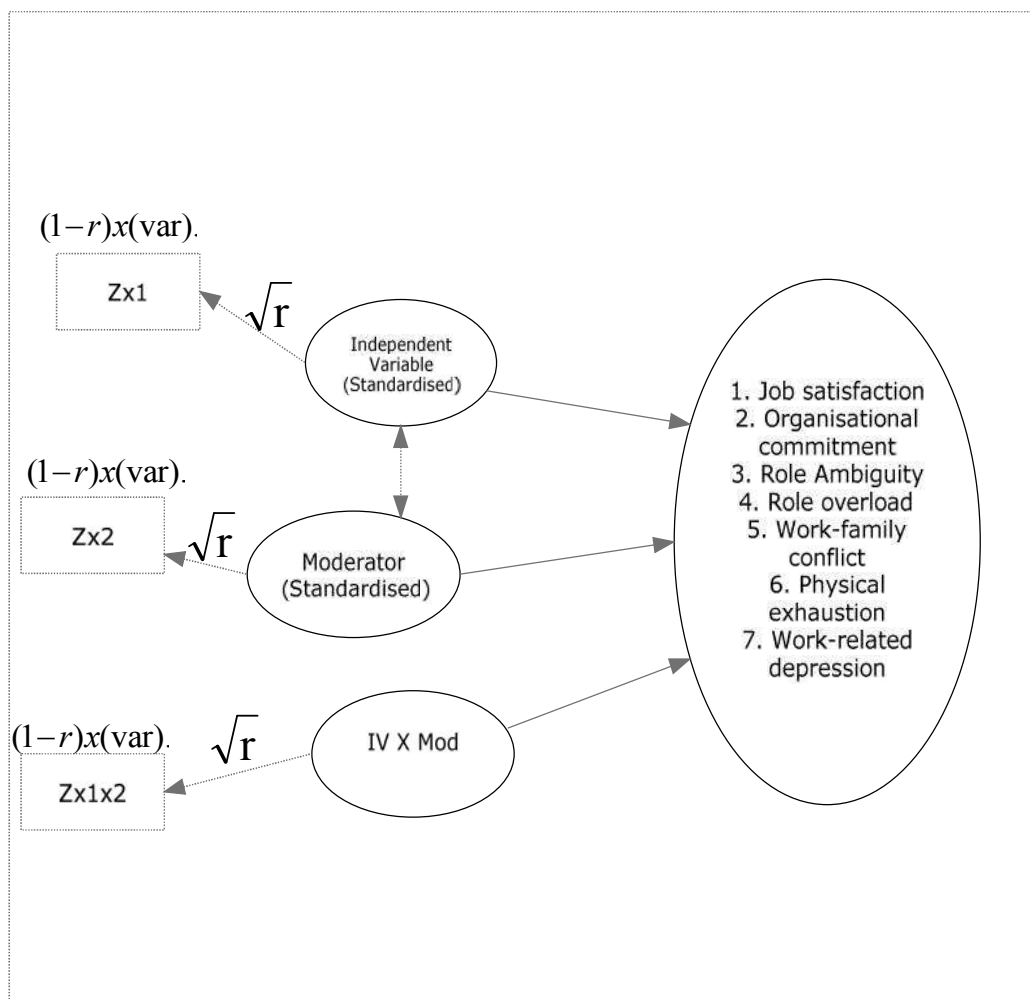 (1−r)x(var).
Zx1
√r
Independent
Variable
(Standardised)
(1−r)x(var).
Zx2
√r
Moderator
(Standardised)
(1−r)x(var).
Zx1x2
√r
IV X Mod
1. Job satisfaction
2. Organisational
commitment
3. Role Ambiguity
4. Role overload
5. Work-family
conflict
6. Physical
exhaustion
7. Work-related
depression